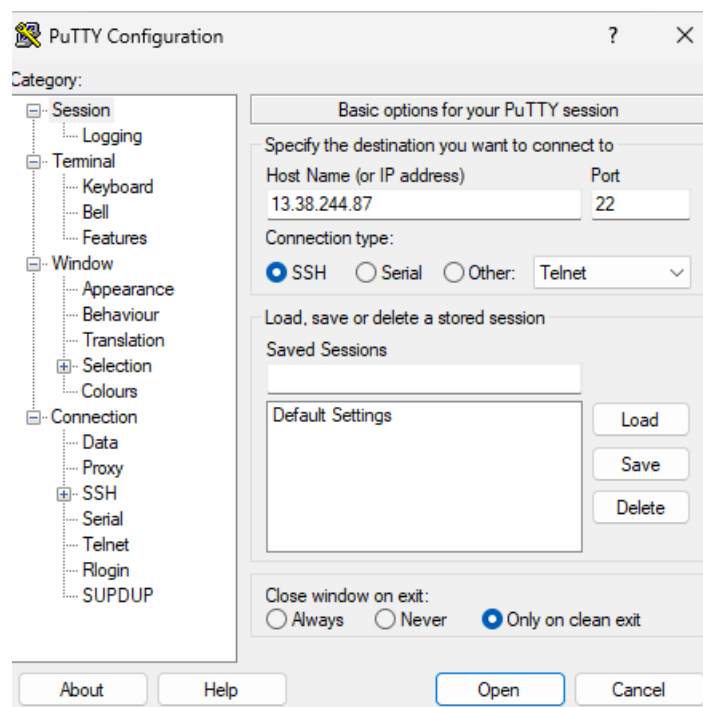 PuTTY Configuration
? ×
Category:
Session
Logging
Terminal
Keyboard
Bell
Features
Window
Appearance
Behaviour
Translation
Selection
Colours
Connection
Data
Proxy
SSH
Serial
Telnet
Rlogin
SUPDUP
Basic options for your PuTTY session
Specify the destination you want to connect to
Host Name (or IP address) Port
13.38.244.87 22
Connection type:
SSH Serial Other: Telnet
Load, save or delete a stored session
Saved Sessions
Default Settings
Load
Save
Delete
Close window on exit:
Always Never Only on clean exit
About Help Open Cancel